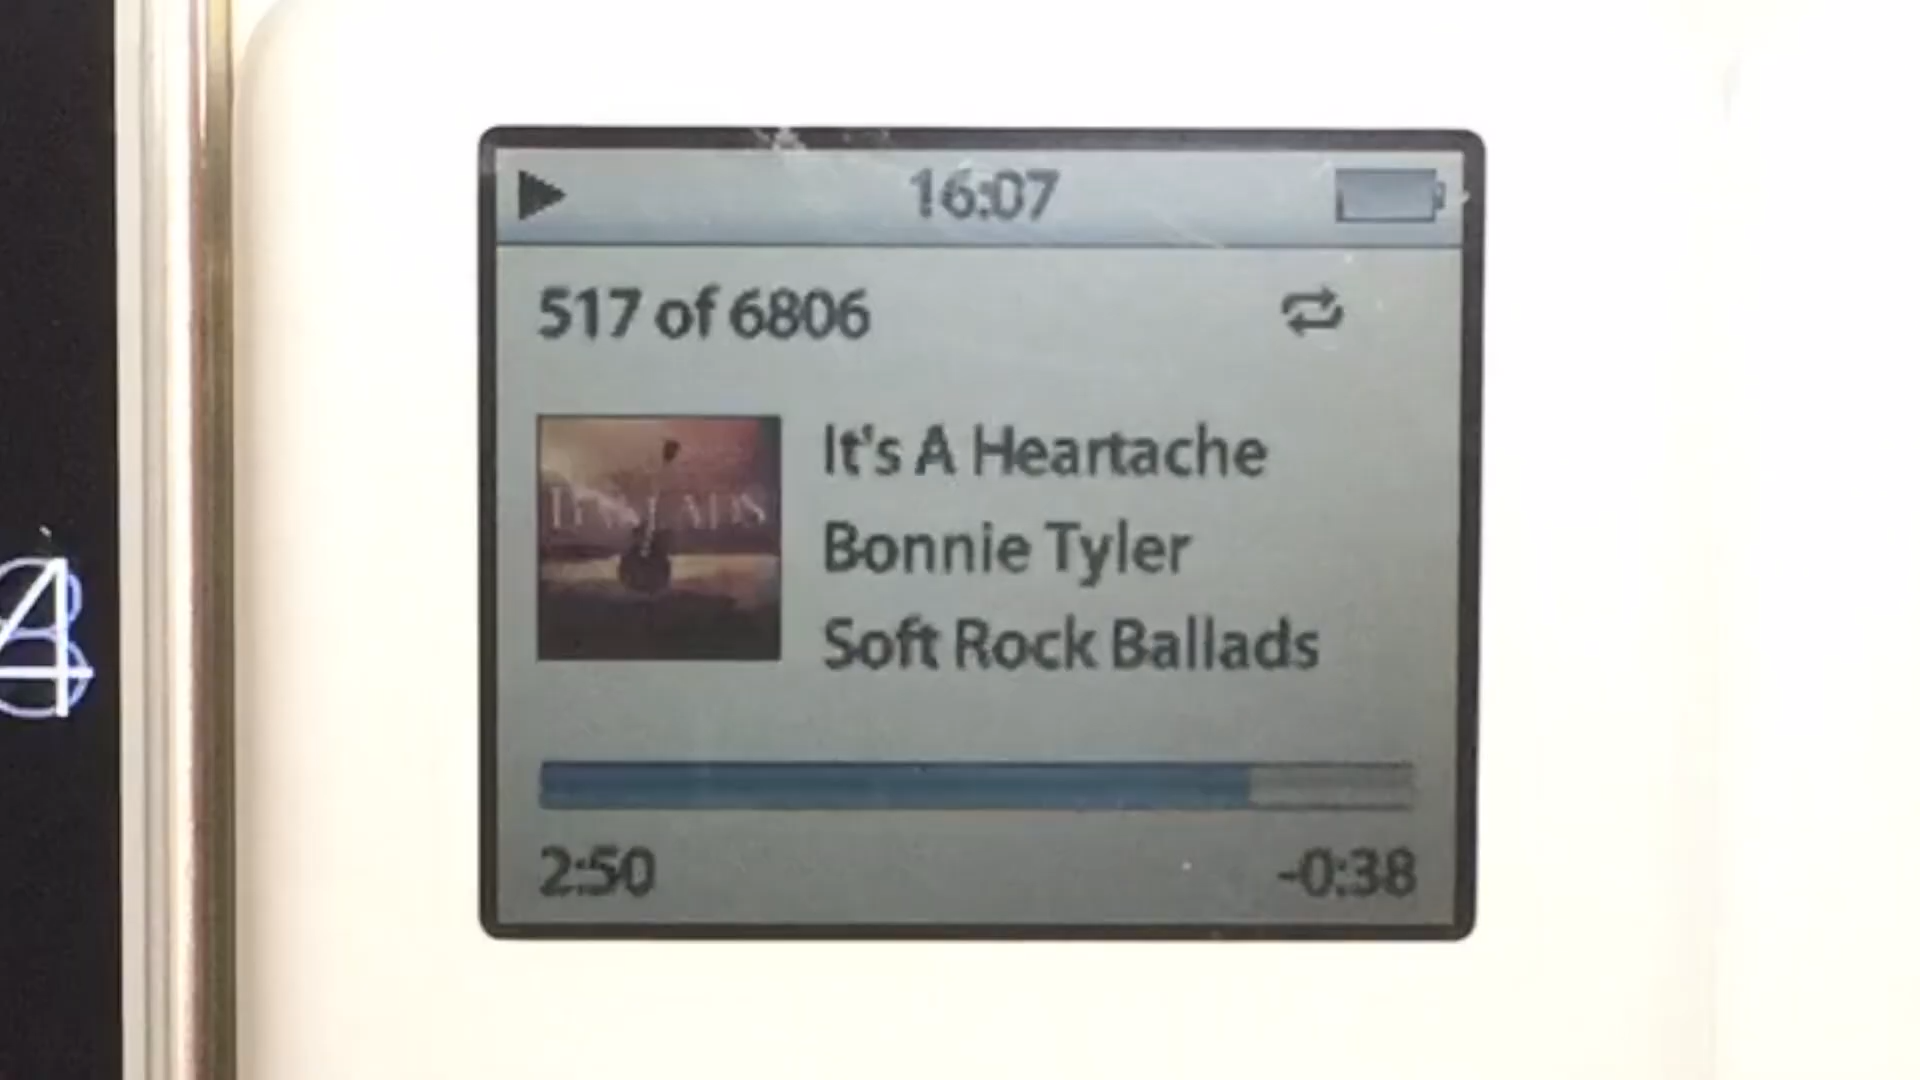 16:07
517 of 6806
It's A Heartache
Bonnie Tyler
Soft Rock Ballads
2:50
-0:38